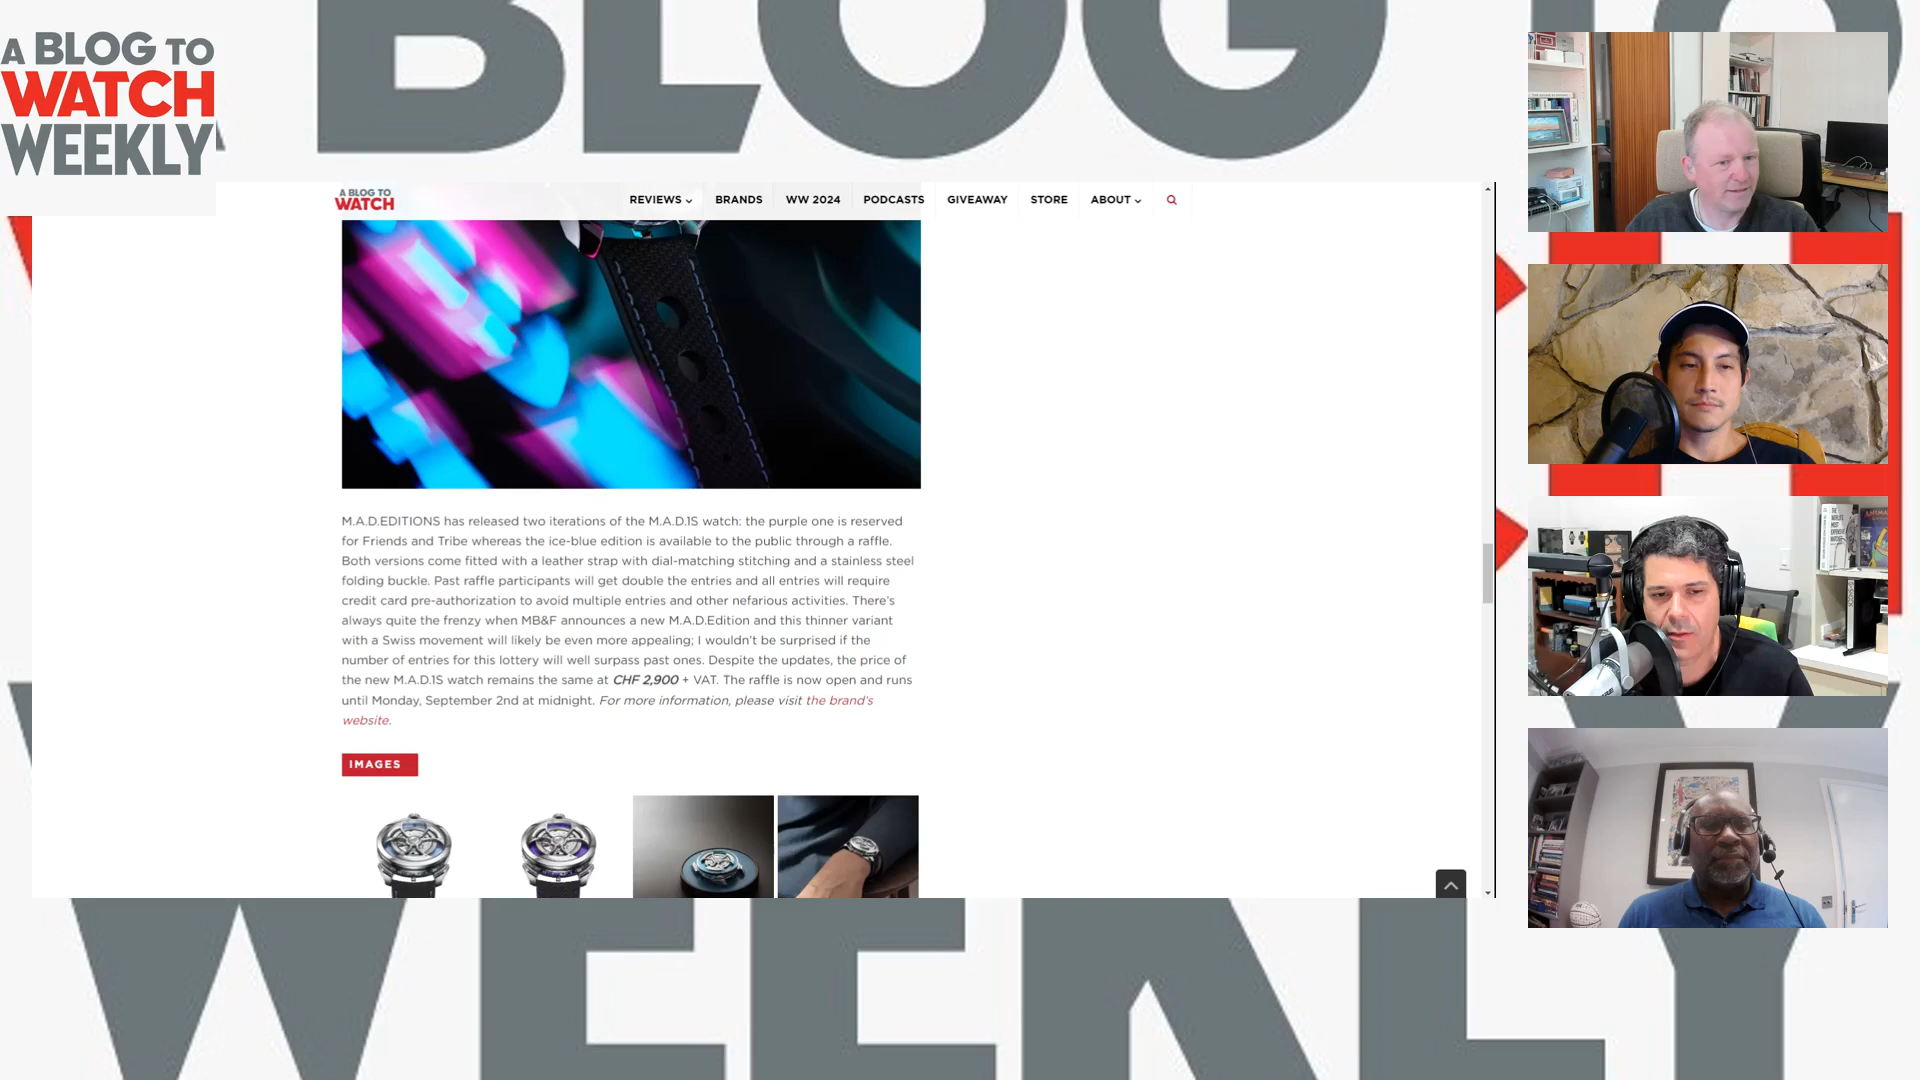 A BLOG TO
WATCH
WEEKLY
BLOG TO
A BLOG TO
WATCH
REVIEWS
BRANDS
WW 2024
PODCASTS
GIVEAWAY
STORE
ABOUT
M.A.D.EDITIONS has released two iterations of the M.A.D.1S watch: the purple one is reserved
for Friends and Tribe whereas the ice-blue edition is available to the public through a raffle.
Both versions come fitted with a leather strap with dial-matching stitching and a stainless steel
folding buckle. Past raffle participants will get double the entries and all entries will require
credit card pre-authorization to avoid multiple entries and other nefarious activities. There's
always quite the frenzy when MB&F announces a new M.A.D.Edition and this thinner variant
with a Swiss movement will likely be even more appealing; I wouldn't be surprised if the
number of entries for this lottery will well surpass past ones. Despite the updates, the price of
the new M.A.D.1S watch remains the same at CHF 2,900 + VAT. The raffle is now open and runs
until Monday, September 2nd at midnight. For more information, please visit the brand's
website.
IMAGES
WEEKLY